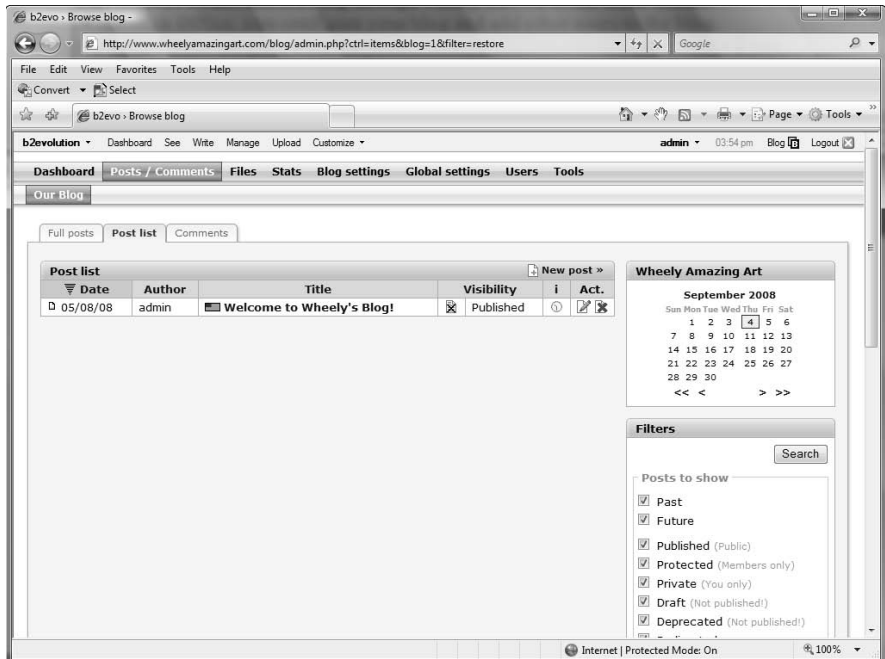 b2evo › Browse blog -
http://www.wheelyamazingart.com/blog/admin.php?ctrl=items&blog=1&filter=restore
Google
File Edit View Favorites Tools Help
Convert Select
b2evo › Browse blog
Page Tools »
b2evolution Dashboard See Write Manage Upload Customize admin 03:54 pm Blog Logout
Dashboard Posts / Comments Files Stats Blog settings Global settings Users Tools
Our Blog
Full posts Post list Comments
Post list New post »
Date Author Title Visibility i Act.
05/08/08 admin Welcome to Wheely's Blog! Published
Wheely Amazing Art
September 2008
Sun Mon Tue Wed Thu Fri Sat
1 2 3 4 5 6
7 8 9 10 11 12 13
14 15 16 17 18 19 20
21 22 23 24 25 26 27
28 29 30
<< < > >>
Filters
Search
Posts to show
Past
Future
Published (Public)
Protected (Members only)
Private (You only)
Draft (Not published!)
Deprecated (Not published!)
Internet | Protected Mode: On 100%